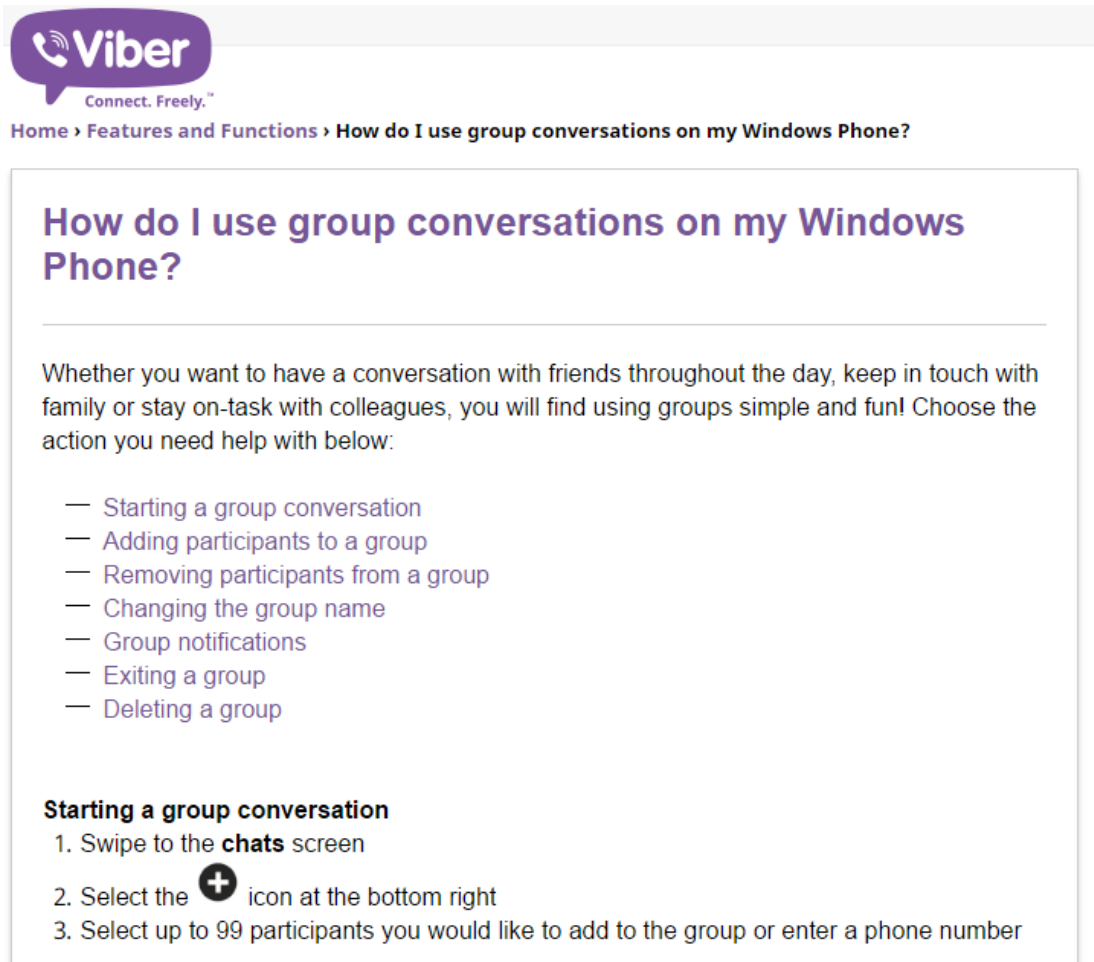 Viber
Connect. Freely.™
Home › Features and Functions › How do I use group conversations on my Windows Phone?
How do I use group conversations on my Windows
Phone?
Whether you want to have a conversation with friends throughout the day, keep in touch with
family or stay on-task with colleagues, you will find using groups simple and fun! Choose the
action you need help with below:
— Starting a group conversation
— Adding participants to a group
— Removing participants from a group
— Changing the group name
— Group notifications
— Exiting a group
— Deleting a group
Starting a group conversation
1. Swipe to the chats screen
2. Select the icon at the bottom right
3. Select up to 99 participants you would like to add to the group or enter a phone number